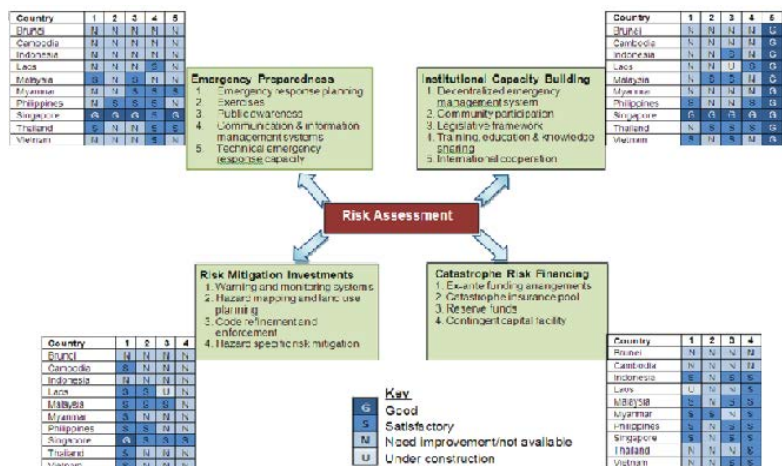 Country 1 2 3 4 5
Brunei N N N N N
Cambodia N N N N N
Indonesia N N N N N
Laos N N N S N
Malaysia S N S N N
Myanmar N N S S S
Philippines N S S S N
Singapore G G G S G
Thailand S N N S S
Vietnam N N N S N
Emergency Preparedness
1 Emergency response planning
2 Exercises
3 Public awareness
4 Communication & information
management systems
5 Technical emergency
response capacity
Institutional Capacity Building
1. Decentralized emergency
management system
2. Community participation
3. Legislative framework
4. Training, education & knowledge
sharing
5. International cooperation
Country 1 2 3 4 5
Brunei N N N N G
Cambodia N N N N G
Indonesia N N S N G
Laos N N U S G
Malaysia N S S N G
Myanmar N N N N G
Philippines S N N S G
Singapore G G G G G
Thailand N S S S G
Vietnam S N S N G
Risk Assessment
Risk Mitigation Investments
1. Warning and monitoring systems
2. Hazard mapping and land use
planning
3. Code refinement and
enforcement
4. Hazard specific risk mitigation
Catastrophe Risk Financing
1. Ex-ante funding arrangements
2. Catastrophe insurance pool
3. Reserve funds
4. Contingent capital facility
Country 1 2 3 4
Brunei N N N N
Cambodia S N N N
Indonesia N N N N
Laos S S U N
Malaysia S S S N
Myanmar S N N N
Philippines S S N N
Singapore G S S S
Thailand S N N N
Vietnam S N N N
Key
G Good
S Satisfactory
N Need improvement/not available
U Under construction
Country 1 2 3 4
Brunei N N N N
Cambodia N N N N
Indonesia S N S S
Laos U N N S
Malaysia S N S S
Myanmar S S N S
Philippines S N S S
Singapore S N S S
Thailand N N N N
Vietnam N N S S